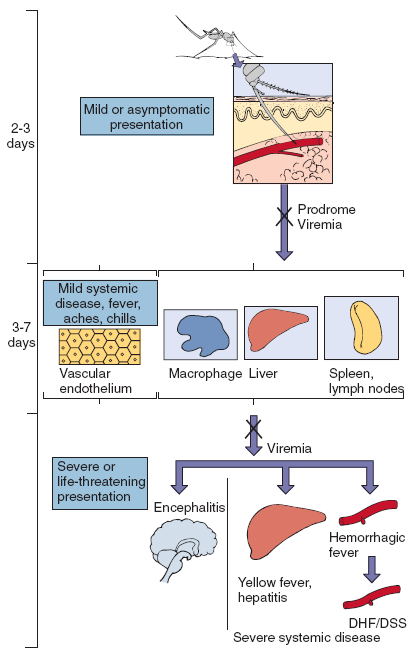 Mild or asymptomatic
presentation
2-3
days
Prodrome
Viremia
Mild systemic
disease, fever,
aches, chills
3-7
days
Vascular
endothelium
Macrophage
Liver
Spleen,
lymph nodes
Viremia
Severe or
life-threatening
presentation
Encephalitis
Hemorrhagic
fever
Yellow fever,
hepatitis
DHF/DSS
Severe systemic disease